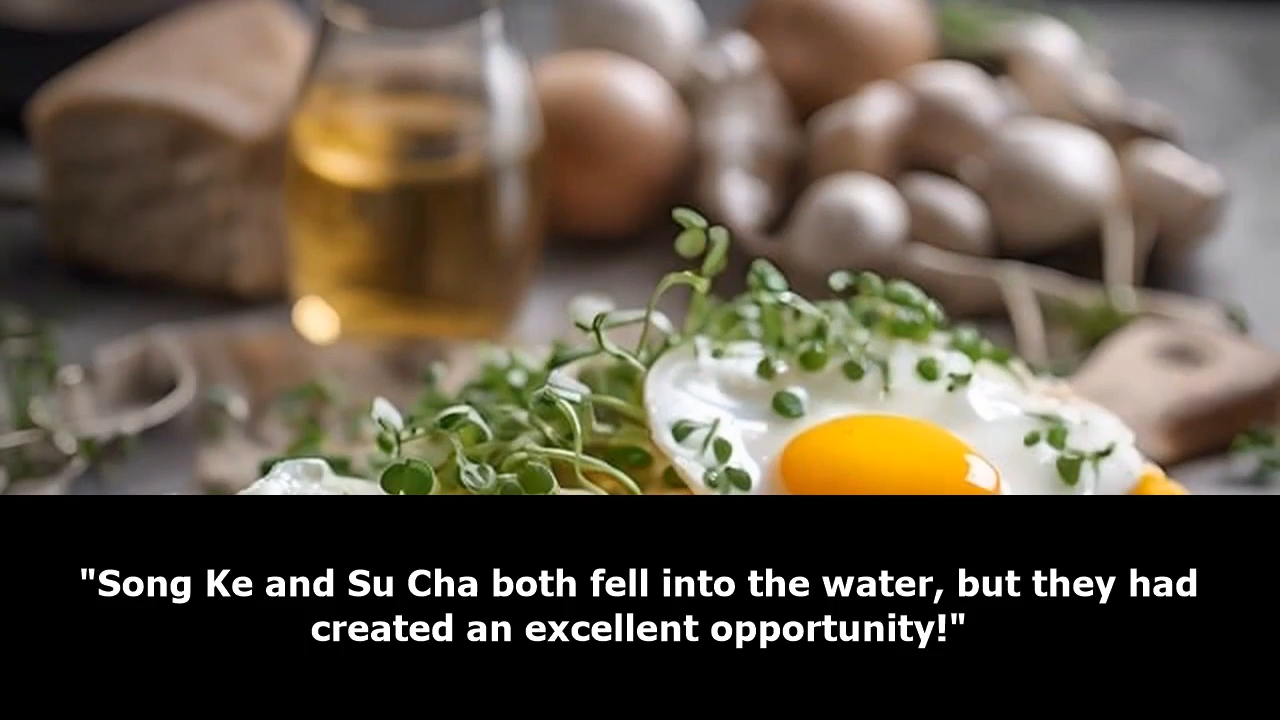 "Song Ke and Su Cha both fell into the water, but they had
created an excellent opportunity!"